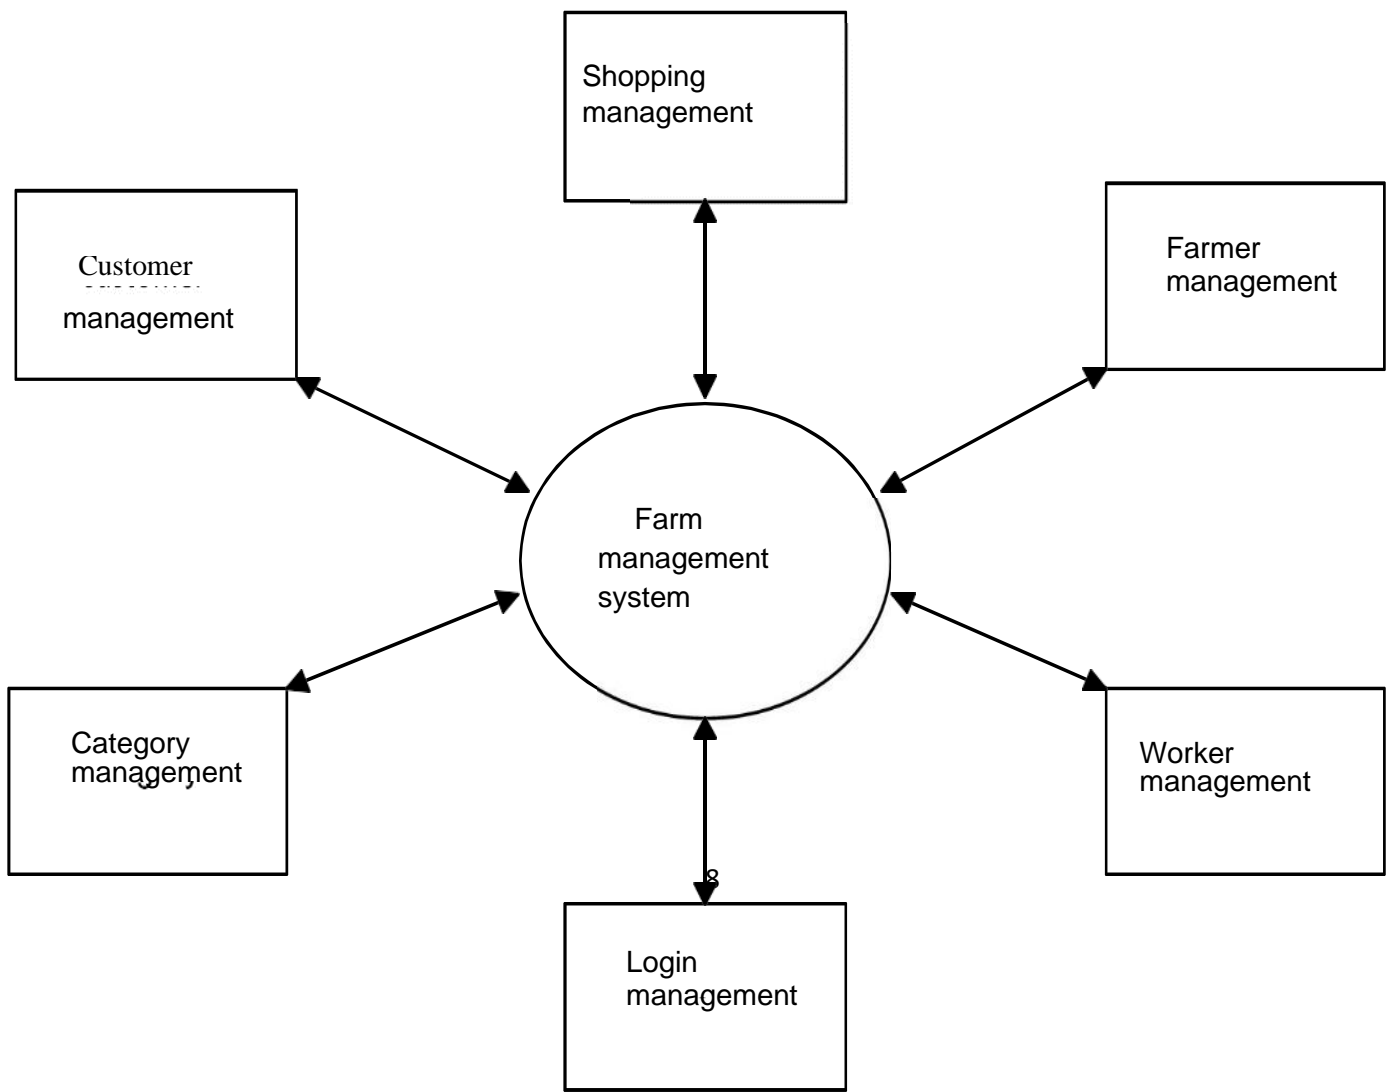 Shopping
management
Customer
management
Farmer
management
Farm
management
system
Category
management
Worker
management
8
Login
management